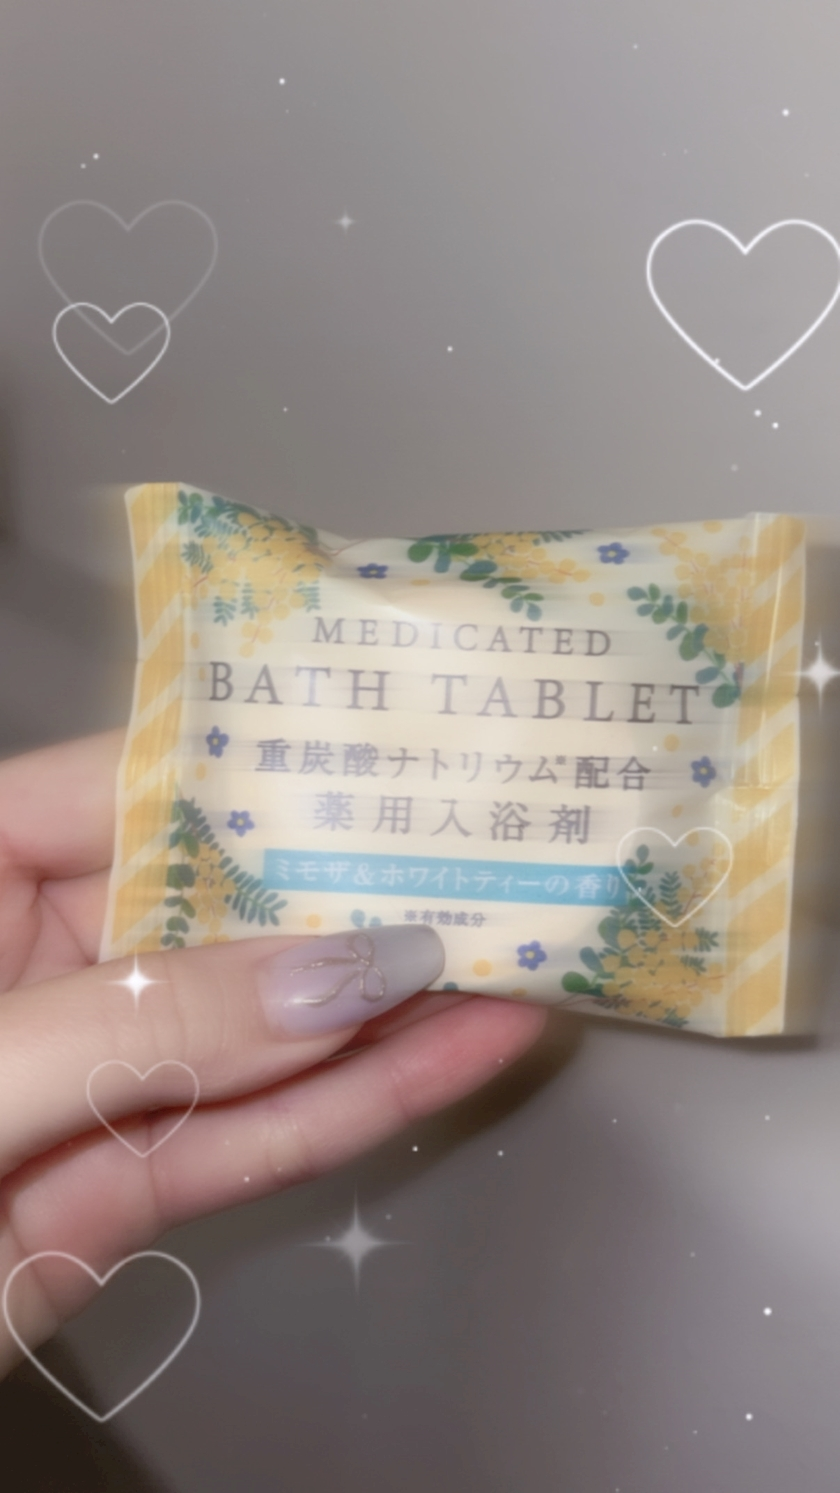 MEDICATED
BATH TABLET
重炭酸ナトリウム※配合
薬用入浴剤
ミモザ&ホワイトティーの香り
※有効成分